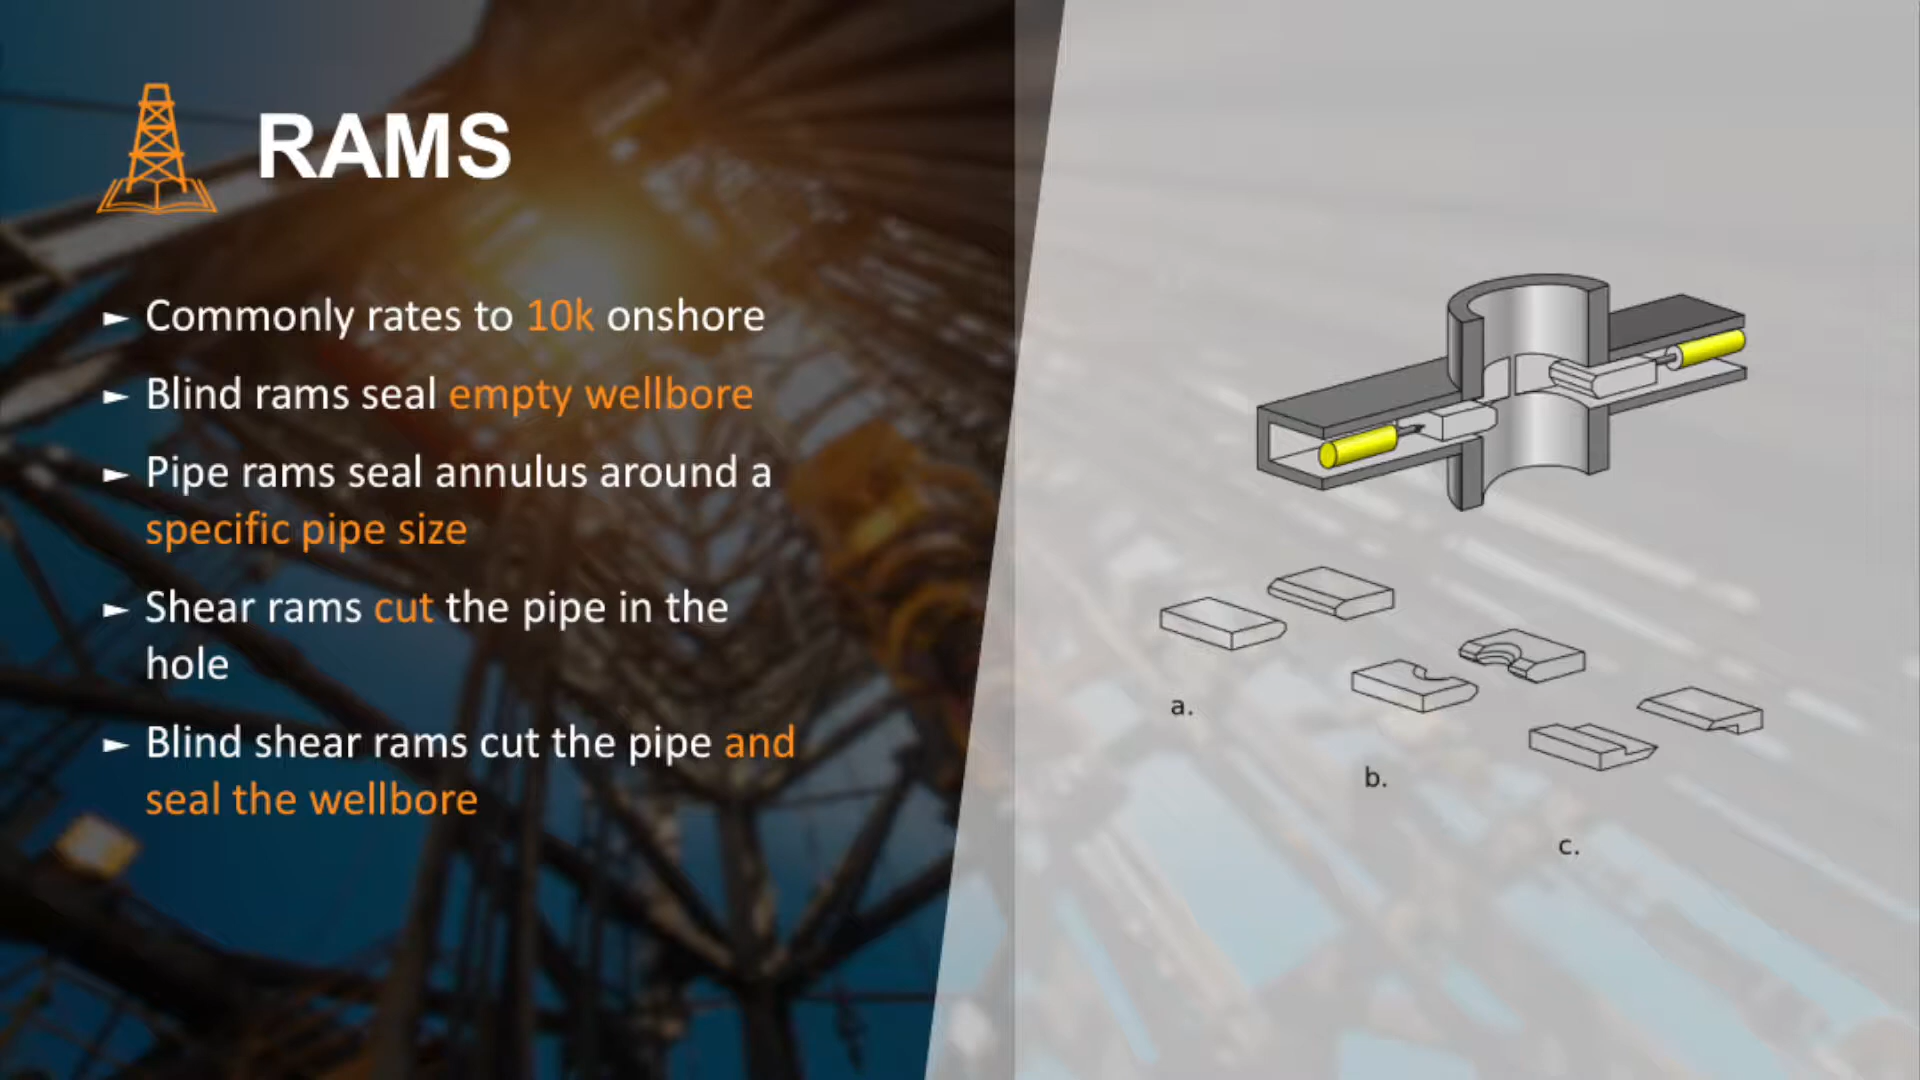 RAMS
► Commonly rates to 10k onshore
► Blind rams seal empty wellbore
► Pipe rams seal annulus around a
specific pipe size
► Shear rams cut the pipe in the
hole
► Blind shear rams cut the pipe and
seal the wellbore
a.
b.
c.